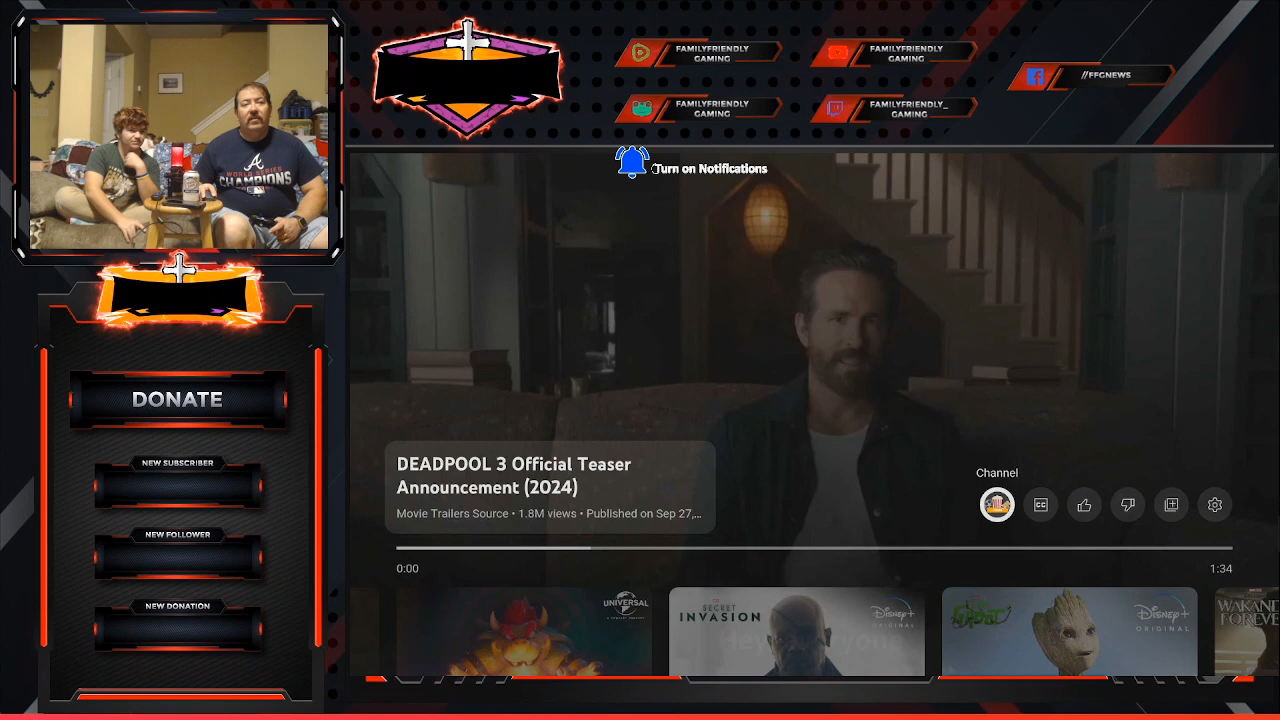 FAMILYFRIENDLY
GAMING
FAMILYFRIENDLY
GAMING
//FFGNEWS
FAMILYFRIENDLY
GAMING
FAMILYFRIENDLY_
GAMING
Turn on Notifications
WORLD SERIES
CHAMPIONS
DONATE
NEW SUBSCRIBER
NEW FOLLOWER
NEW DONATION
DEADPOOL 3 Official Teaser
Announcement (2024)
Movie Trailers Source • 1.8M views • Published on Sep 27,...
Channel
CC
0:00
1:34
UNIVERSAL
SECRET
INVASION
Disney+
ORIGINAL
Disney+
ORIGINAL
WAKAND
FOREVE